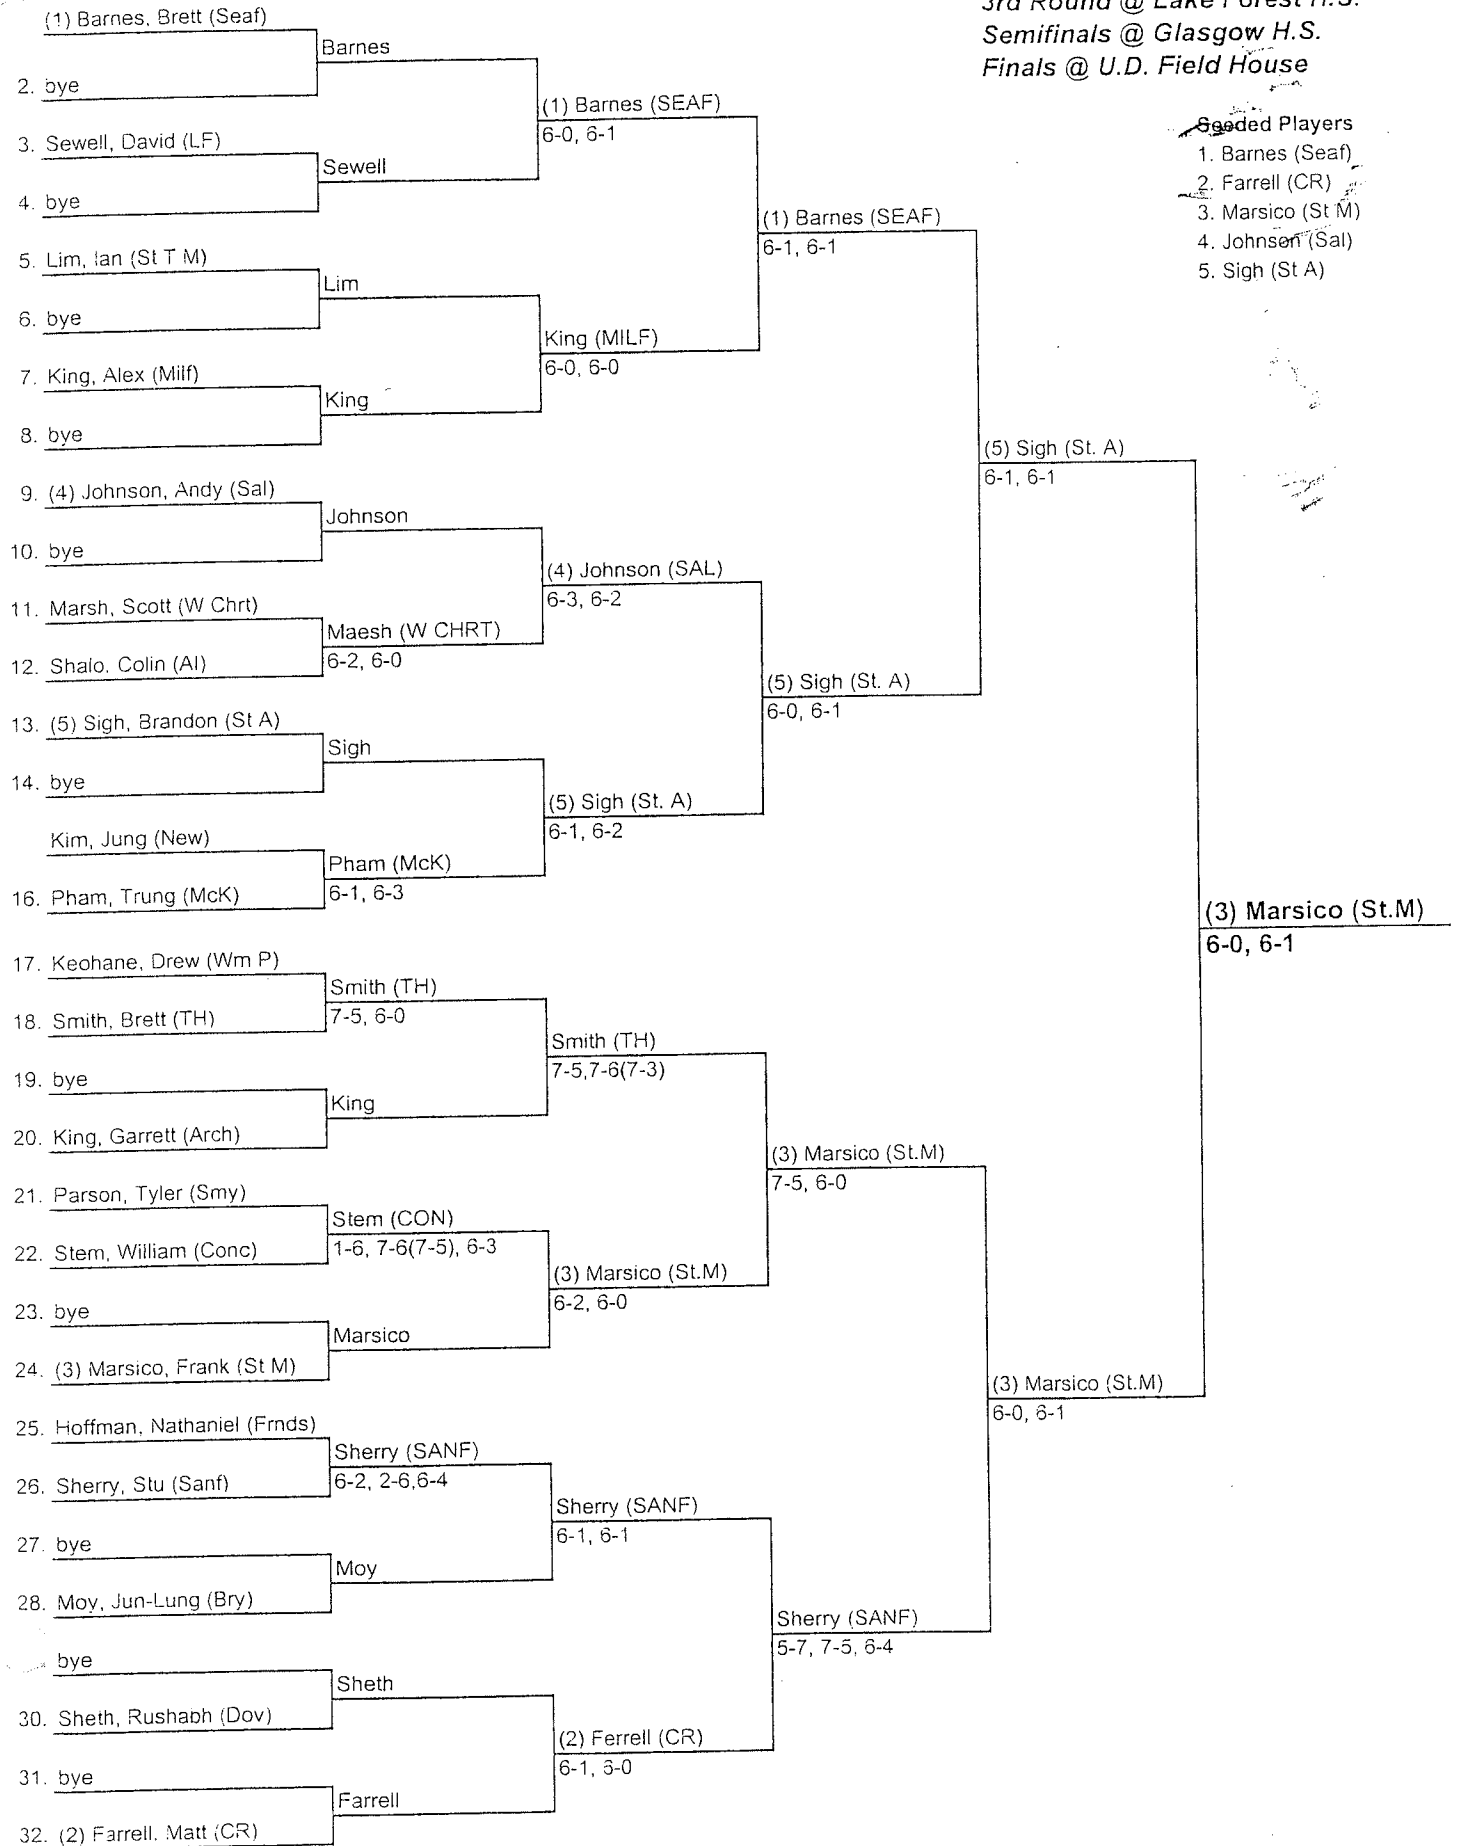 3rd Round @ Lake Forest H.S.
Semifinals @ Glasgow H.S.
Finals @ U.D. Field House
Seeded Players
1. Barnes (Seaf)
2. Farrell (CR)
3. Marsico (St M)
4. Johnson (Sal)
5. Sigh (St A)
(1) Barnes, Brett (Seaf)
2. bye
3. Sewell, David (LF)
4. bye
5. Lim, Ian (St T M)
6. bye
7. King, Alex (Milf)
8. bye
9. (4) Johnson, Andy (Sal)
10. bye
11. Marsh, Scott (W Chrt)
12. Shalo, Colin (AI)
13. (5) Sigh, Brandon (St A)
14. bye
Kim, Jung (New)
16. Pham, Trung (McK)
17. Keohane, Drew (Wm P)
18. Smith, Brett (TH)
19. bye
20. King, Garrett (Arch)
21. Parson, Tyler (Smy)
22. Stem, William (Conc)
23. bye
24. (3) Marsico, Frank (St M)
25. Hoffman, Nathaniel (Frnds)
26. Sherry, Stu (Sanf)
27. bye
28. Moy, Jun-Lung (Bry)
bye
30. Sheth, Rushabh (Dov)
31. bye
32. (2) Farrell, Matt (CR)
Barnes
Sewell
Lim
King
Johnson
Maesh (W CHRT)
6-2, 6-0
Sigh
Pham (McK)
6-1, 6-3
Smith (TH)
7-5, 6-0
King
Stem (CON)
1-6, 7-6(7-5), 6-3
Marsico
Sherry (SANF)
6-2, 2-6,6-4
Moy
Sheth
Farrell
(1) Barnes (SEAF)
6-0, 6-1
King (MILF)
6-0, 6-0
(4) Johnson (SAL)
6-3, 6-2
(5) Sigh (St. A)
6-1, 6-2
Smith (TH)
7-5,7-6(7-3)
(3) Marsico (St.M)
6-2, 6-0
Sherry (SANF)
6-1, 6-1
(2) Ferrell (CR)
6-1, 6-0
(1) Barnes (SEAF)
6-1, 6-1
(5) Sigh (St. A)
6-0, 6-1
(3) Marsico (St.M)
7-5, 6-0
Sherry (SANF)
5-7, 7-5, 6-4
(5) Sigh (St. A)
6-1, 6-1
(3) Marsico (St.M)
6-0, 6-1
(3) Marsico (St.M)
6-0, 6-1